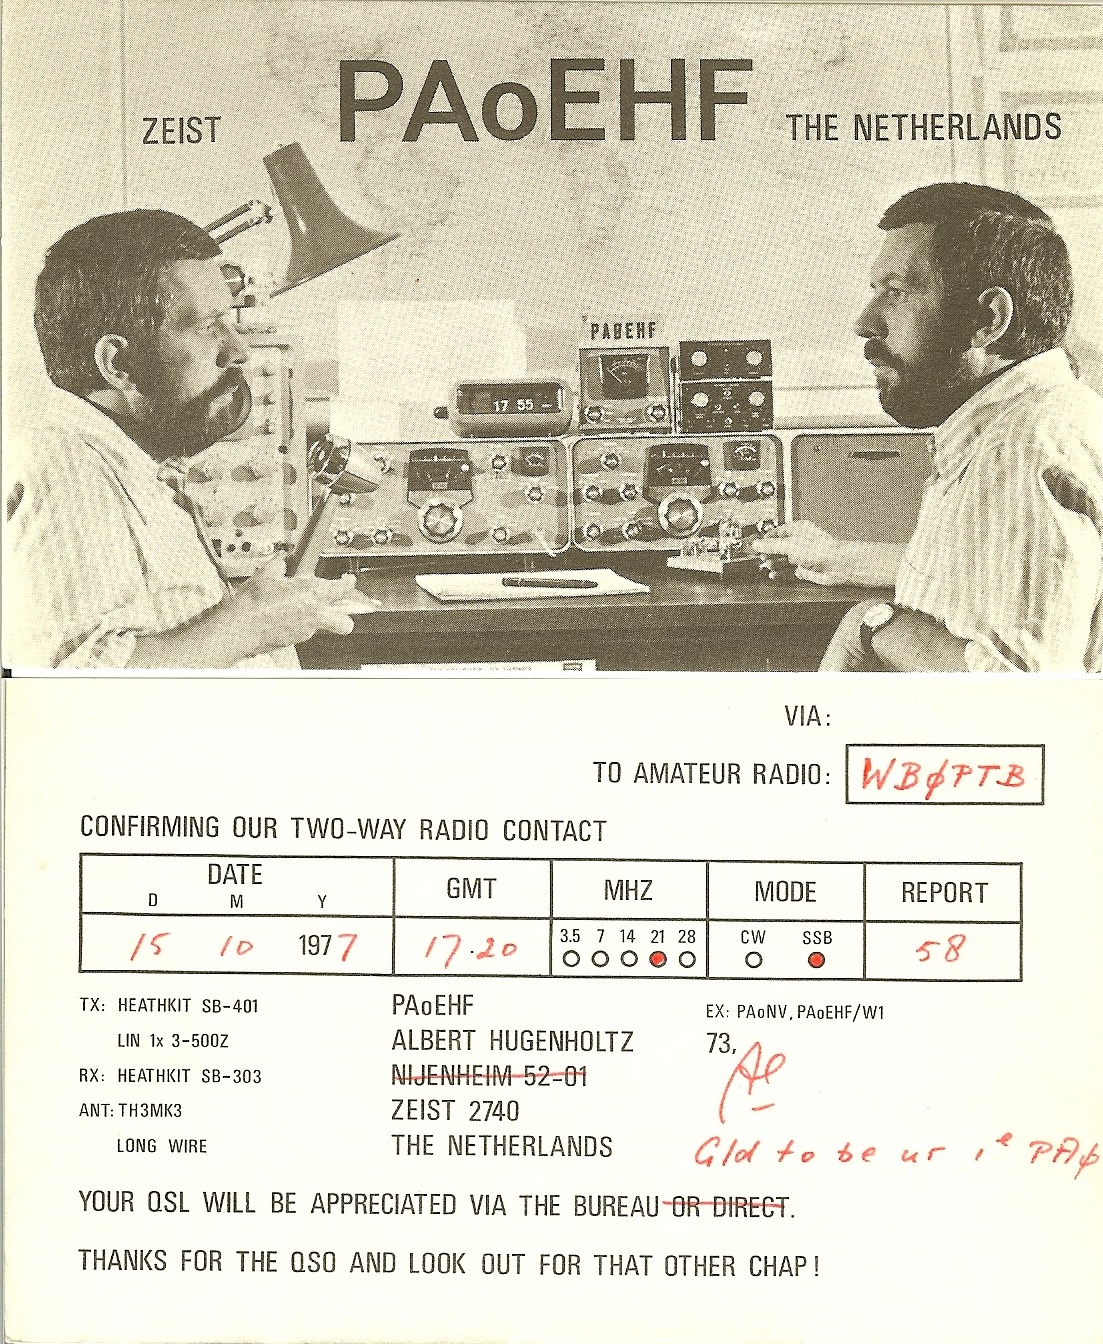 PAoEHF
ZEIST
THE NETHERLANDS
PAØEHF
17 55
VIA:
TO AMATEUR RADIO: WBØPTB
CONFIRMING OUR TWO-WAY RADIO CONTACT
DATE GMT MHZ MODE REPORT
D M Y
3.5 7 14 21 28 CW SSB
15 10 1977 17.20 58
TX: HEATHKIT SB-401 PAoEHF EX: PAoNV, PAoEHF/W1
LIN 1x 3-500Z ALBERT HUGENHOLTZ 73,
RX: HEATHKIT SB-303 NIJENHEIM 52-01 Al
ANT: TH3MK3 ZEIST 2740
LONG WIRE THE NETHERLANDS Gld to be ur 1e PAØ
YOUR QSL WILL BE APPRECIATED VIA THE BUREAU OR DIRECT.
THANKS FOR THE QSO AND LOOK OUT FOR THAT OTHER CHAP!